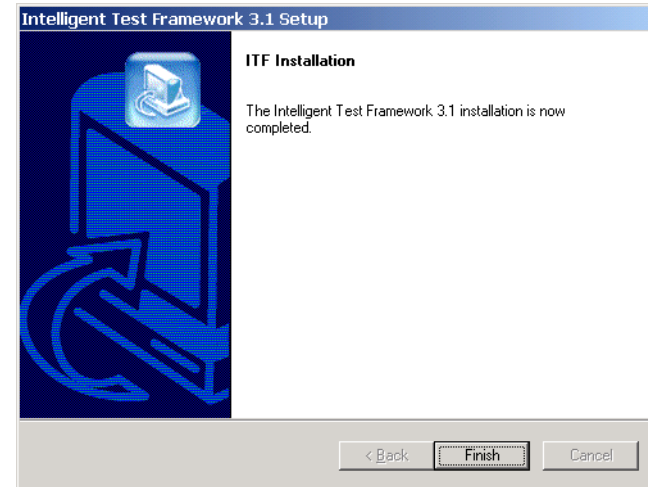 Intelligent Test Framework 3.1 Setup
ITF Installation
The Intelligent Test Framework 3.1 installation is now
completed.
< Back
Finish
Cancel